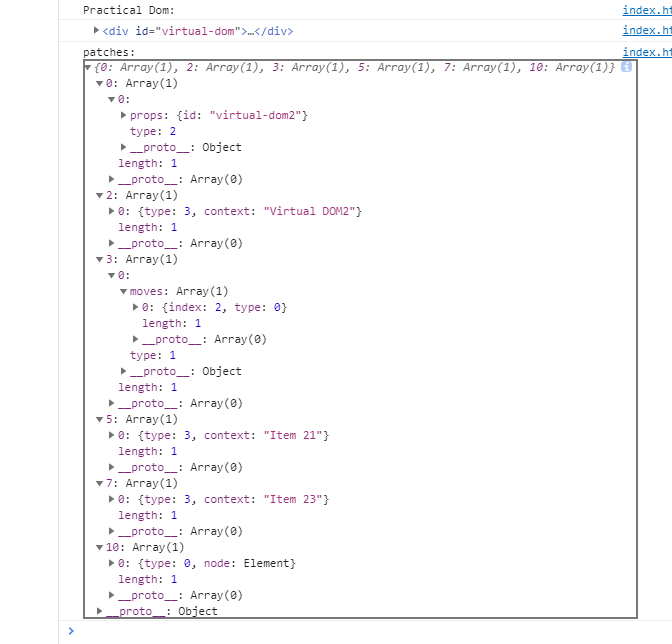 Practical Dom: index.ht
<div id="virtual-dom">…</div> index.ht
patches: index.ht
{0: Array(1), 2: Array(1), 3: Array(1), 5: Array(1), 7: Array(1), 10: Array(1)} i
0: Array(1)
0:
props: {id: "virtual-dom2"}
type: 2
__proto__: Object
length: 1
__proto__: Array(0)
2: Array(1)
0: {type: 3, context: "Virtual DOM2"}
length: 1
__proto__: Array(0)
3: Array(1)
0:
moves: Array(1)
0: {index: 2, type: 0}
length: 1
__proto__: Array(0)
type: 1
__proto__: Object
length: 1
__proto__: Array(0)
5: Array(1)
0: {type: 3, context: "Item 21"}
length: 1
__proto__: Array(0)
7: Array(1)
0: {type: 3, context: "Item 23"}
length: 1
__proto__: Array(0)
10: Array(1)
0: {type: 0, node: Element}
length: 1
__proto__: Array(0)
__proto__: Object